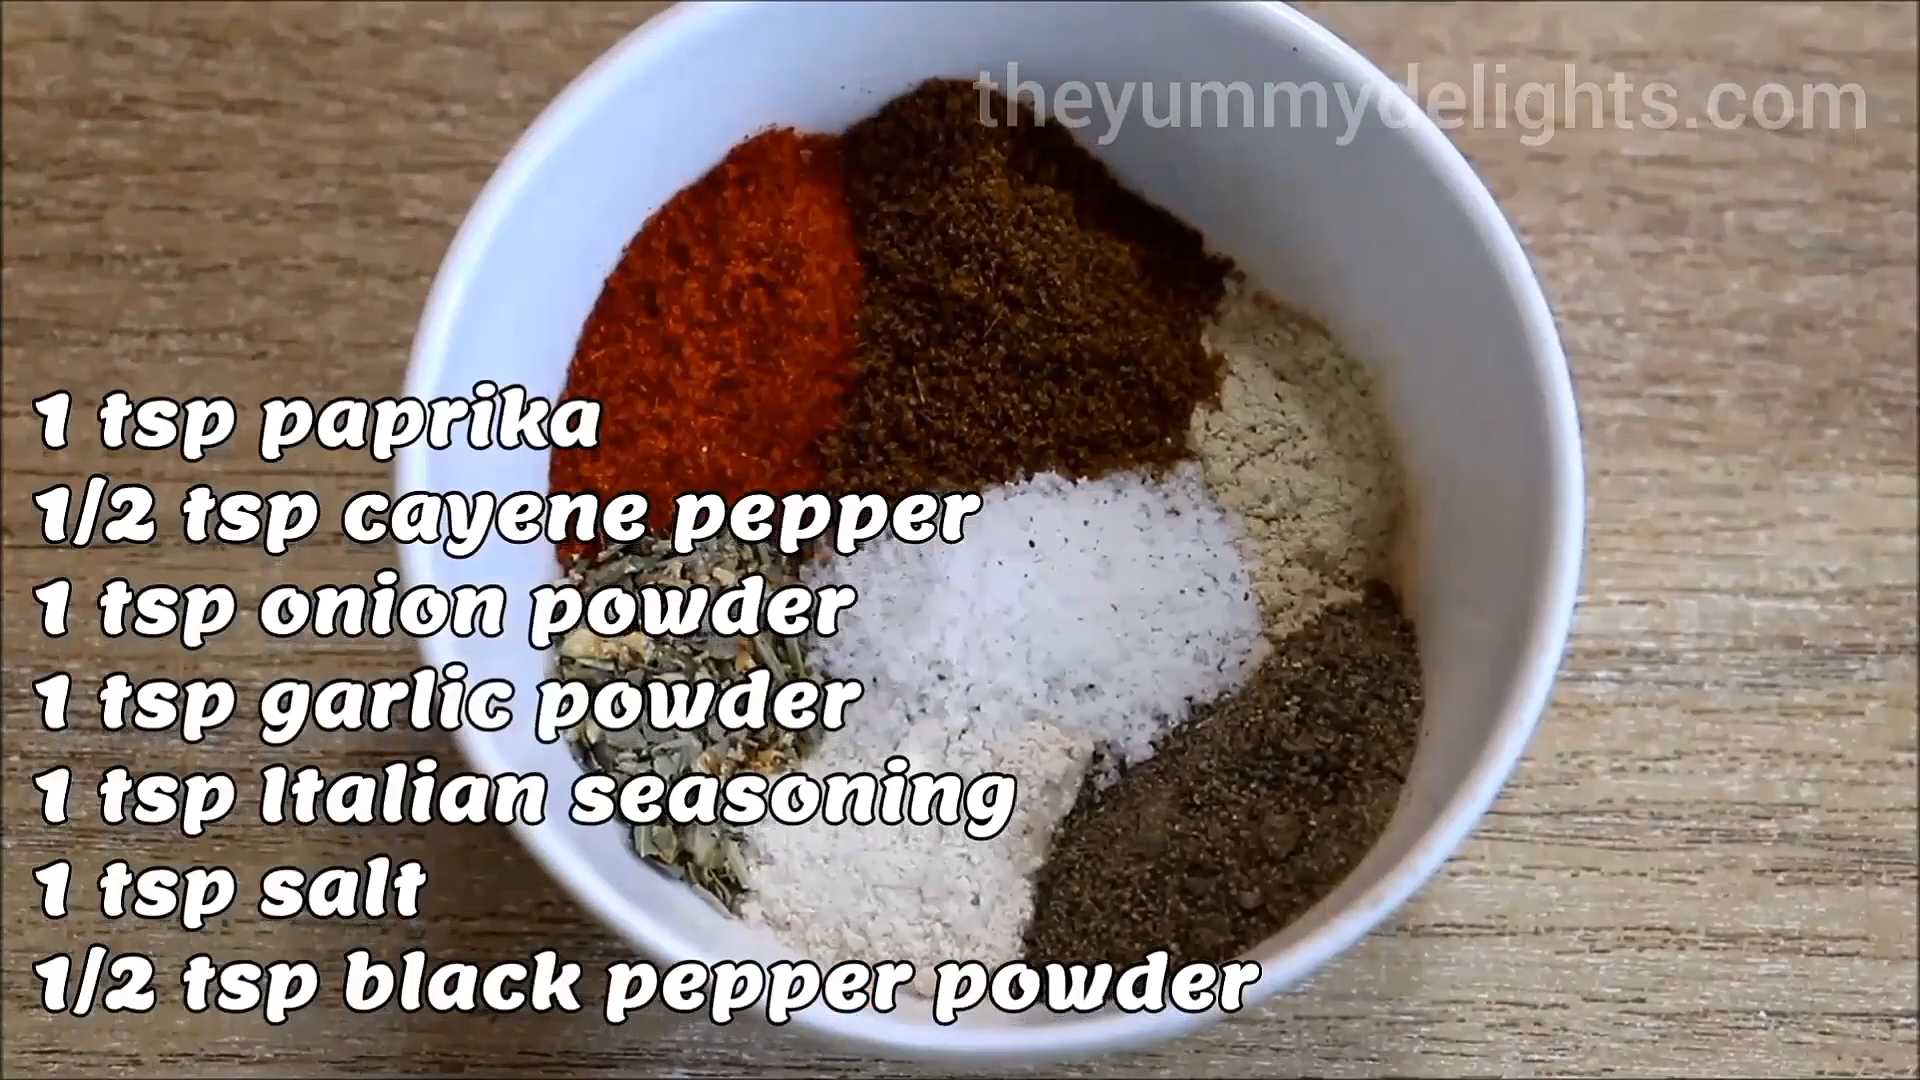 theyummydelights.com
1 tsp paprika
1/2 tsp cayene pepper
1 tsp onion powder
1 tsp garlic powder
1 tsp Italian seasoning
1 tsp salt
1/2 tsp black pepper powder